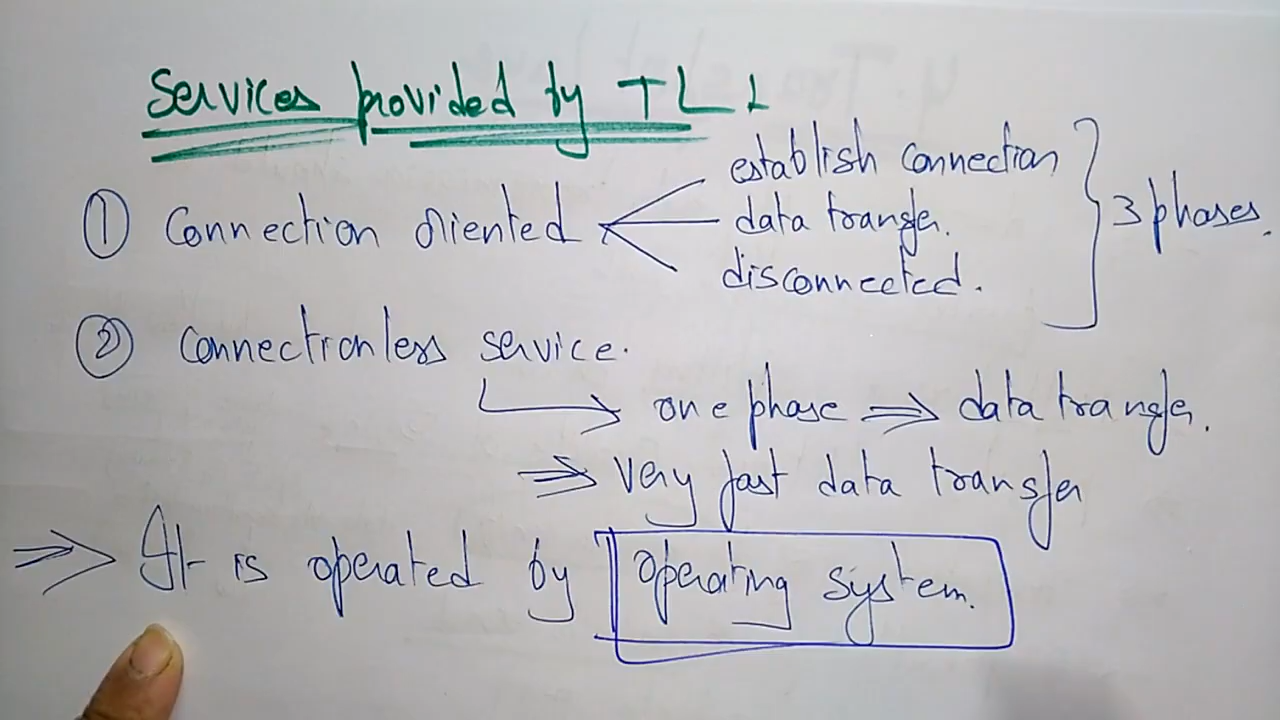 Services provided by TL:
① Connection oriented
establish connection
data transfer.
disconnected.
3 phases.
② Connectionless service.
one phase ⇒ data transfer.
⇒ very fast data transfer
⇒ It is operated by operating system.